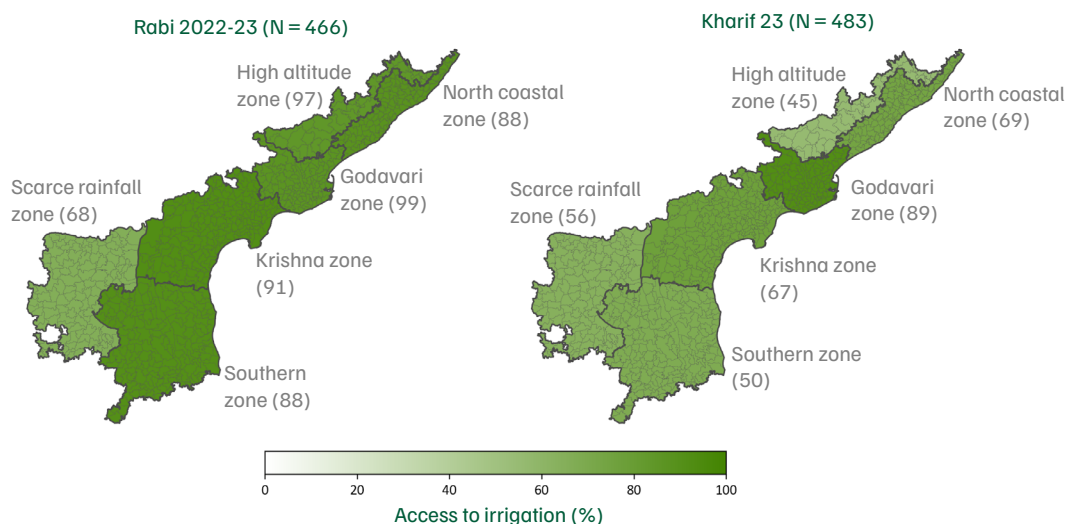 Rabi 2022-23 (N = 466)
High altitude
zone (97)
North coastal
zone (88)
Scarce rainfall
zone (68)
Godavari
zone (99)
Krishna zone
(91)
Southern
zone (88)
Kharif 23 (N = 483)
High altitude
zone (45)
North coastal
zone (69)
Scarce rainfall
zone (56)
Godavari
zone (89)
Krishna zone
(67)
Southern zone
(50)
0 20 40 60 80 100
Access to irrigation (%)